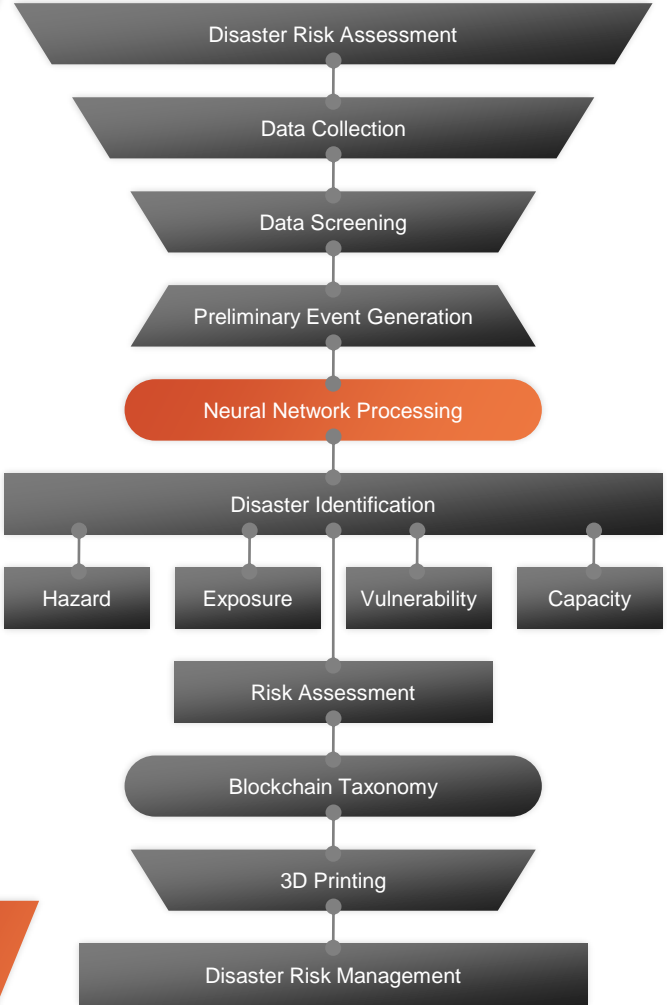 Disaster Risk Assessment
Data Collection
Data Screening
Preliminary Event Generation
Neural Network Processing
Disaster Identification
Hazard
Exposure
Vulnerability
Capacity
Risk Assessment
Blockchain Taxonomy
3D Printing
Disaster Risk Management